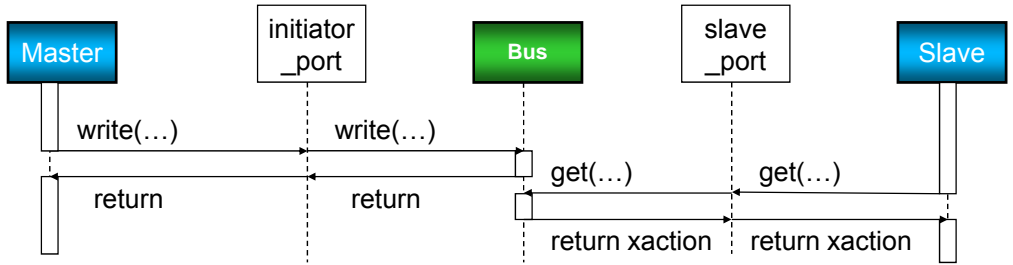 Master
initiator
_port
Bus
slave
_port
Slave
write(…)
write(…)
get(…)
get(…)
return
return
return xaction
return xaction